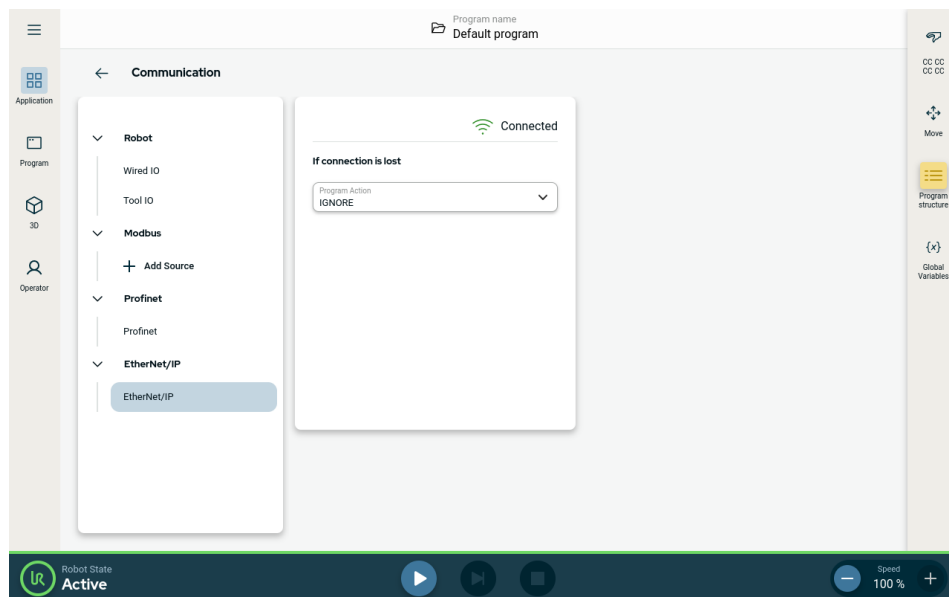 Program name
Default program
Application
Program
3D
Operator
Communication
Robot
Wired IO
Tool IO
Modbus
Add Source
Profinet
Profinet
EtherNet/IP
EtherNet/IP
Connected
If connection is lost
Program Action
IGNORE
CC CC
CC CC
Move
Program
structure
{x}
Global
Variables
Robot State
Active
Speed
100 %